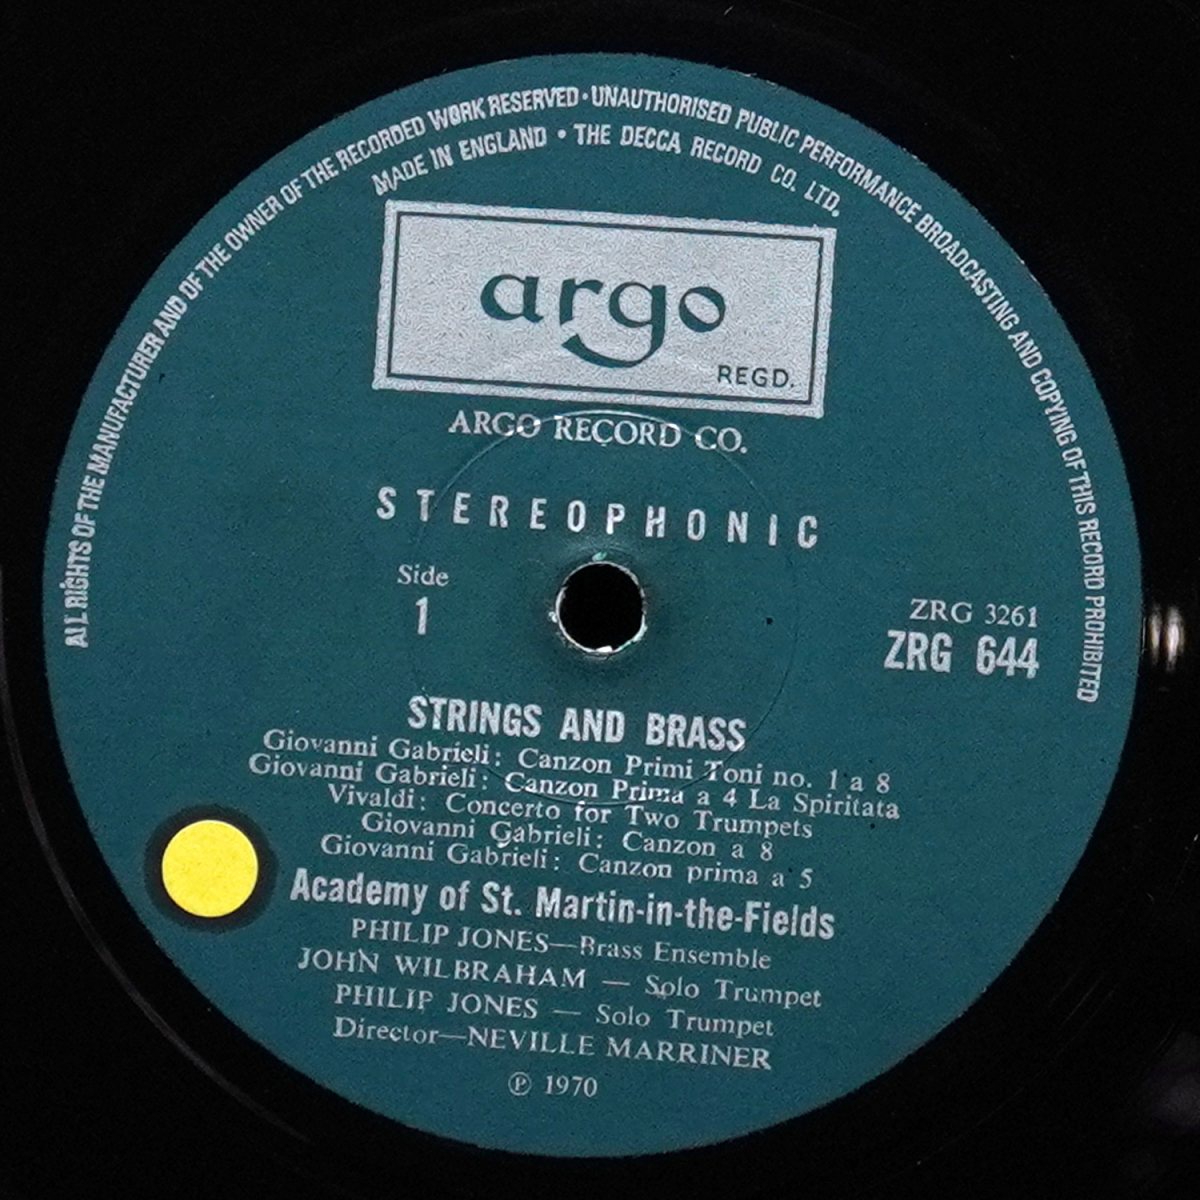 ALL RIGHTS OF THE MANUFACTURER AND OF THE OWNER OF THE RECORDED WORK RESERVED · UNAUTHORISED PUBLIC PERFORMANCE BROADCASTING AND COPYING OF THIS RECORD PROHIBITED
MADE IN ENGLAND • THE DECCA RECORD CO. LTD.
argo
REGD.
ARGO RECORD CO.
STEREOPHONIC
Side
1
ZRG 3261
ZRG 644
STRINGS AND BRASS
Giovanni Gabrieli: Canzon Primi Toni no. 1 a 8
Giovanni Gabrieli: Canzon Prima a 4 La Spiritata
Vivaldi: Concerto for Two Trumpets
Giovanni Gabrieli: Canzon a 8
Giovanni Gabrieli: Canzon prima a 5
Academy of St. Martin-in-the-Fields
PHILIP JONES—Brass Ensemble
JOHN WILBRAHAM — Solo Trumpet
PHILIP JONES — Solo Trumpet
Director—NEVILLE MARRINER
℗ 1970